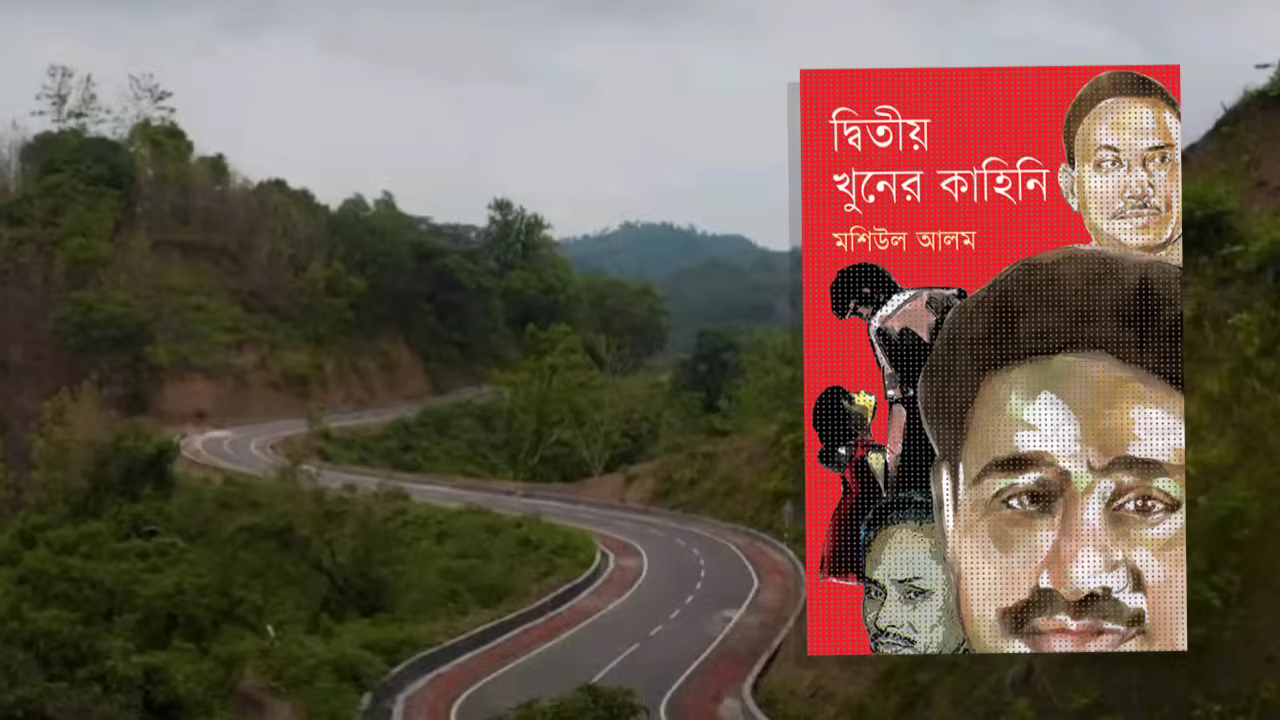 দ্বিতীয়
খুনের কাহিনি
মশিউল আলম